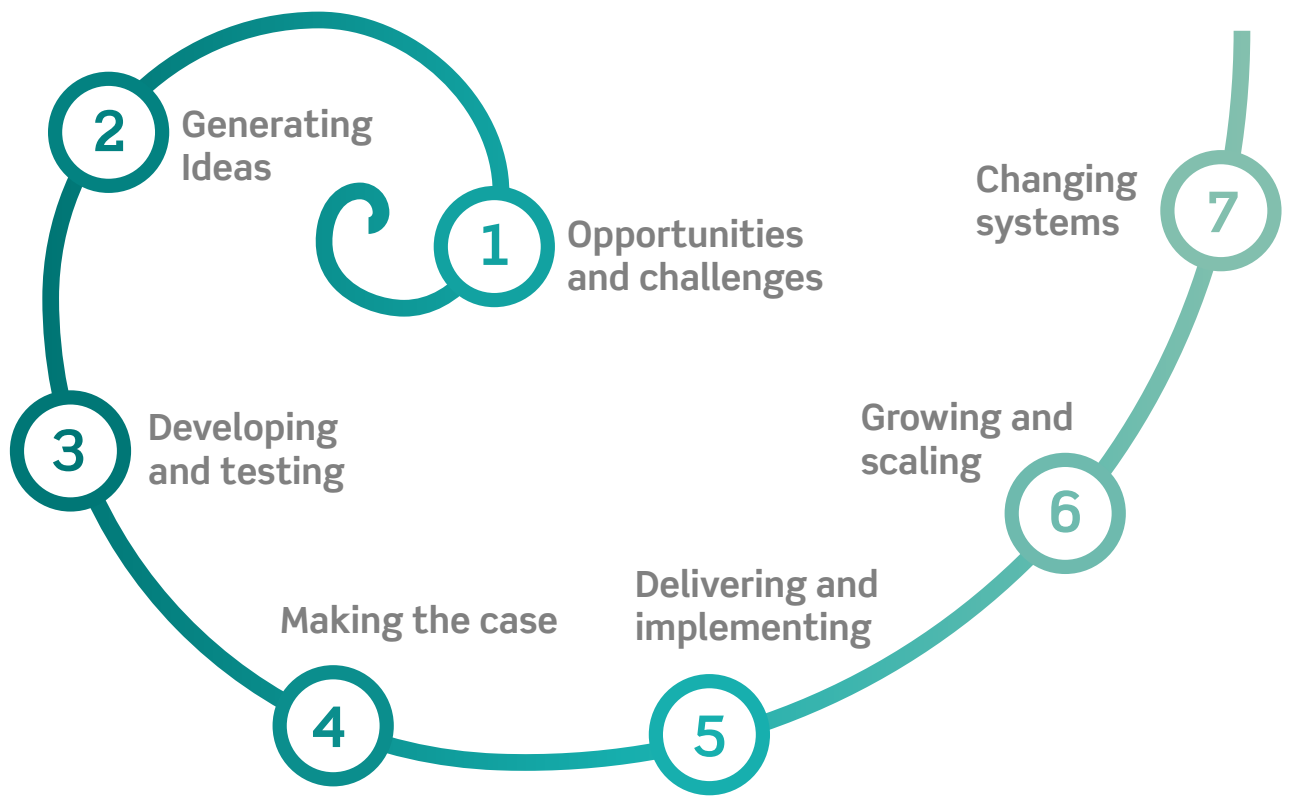 1
Opportunities
and challenges
2
Generating
Ideas
3
Developing
and testing
4
Making the case
5
Delivering and
implementing
6
Growing and
scaling
7
Changing
systems